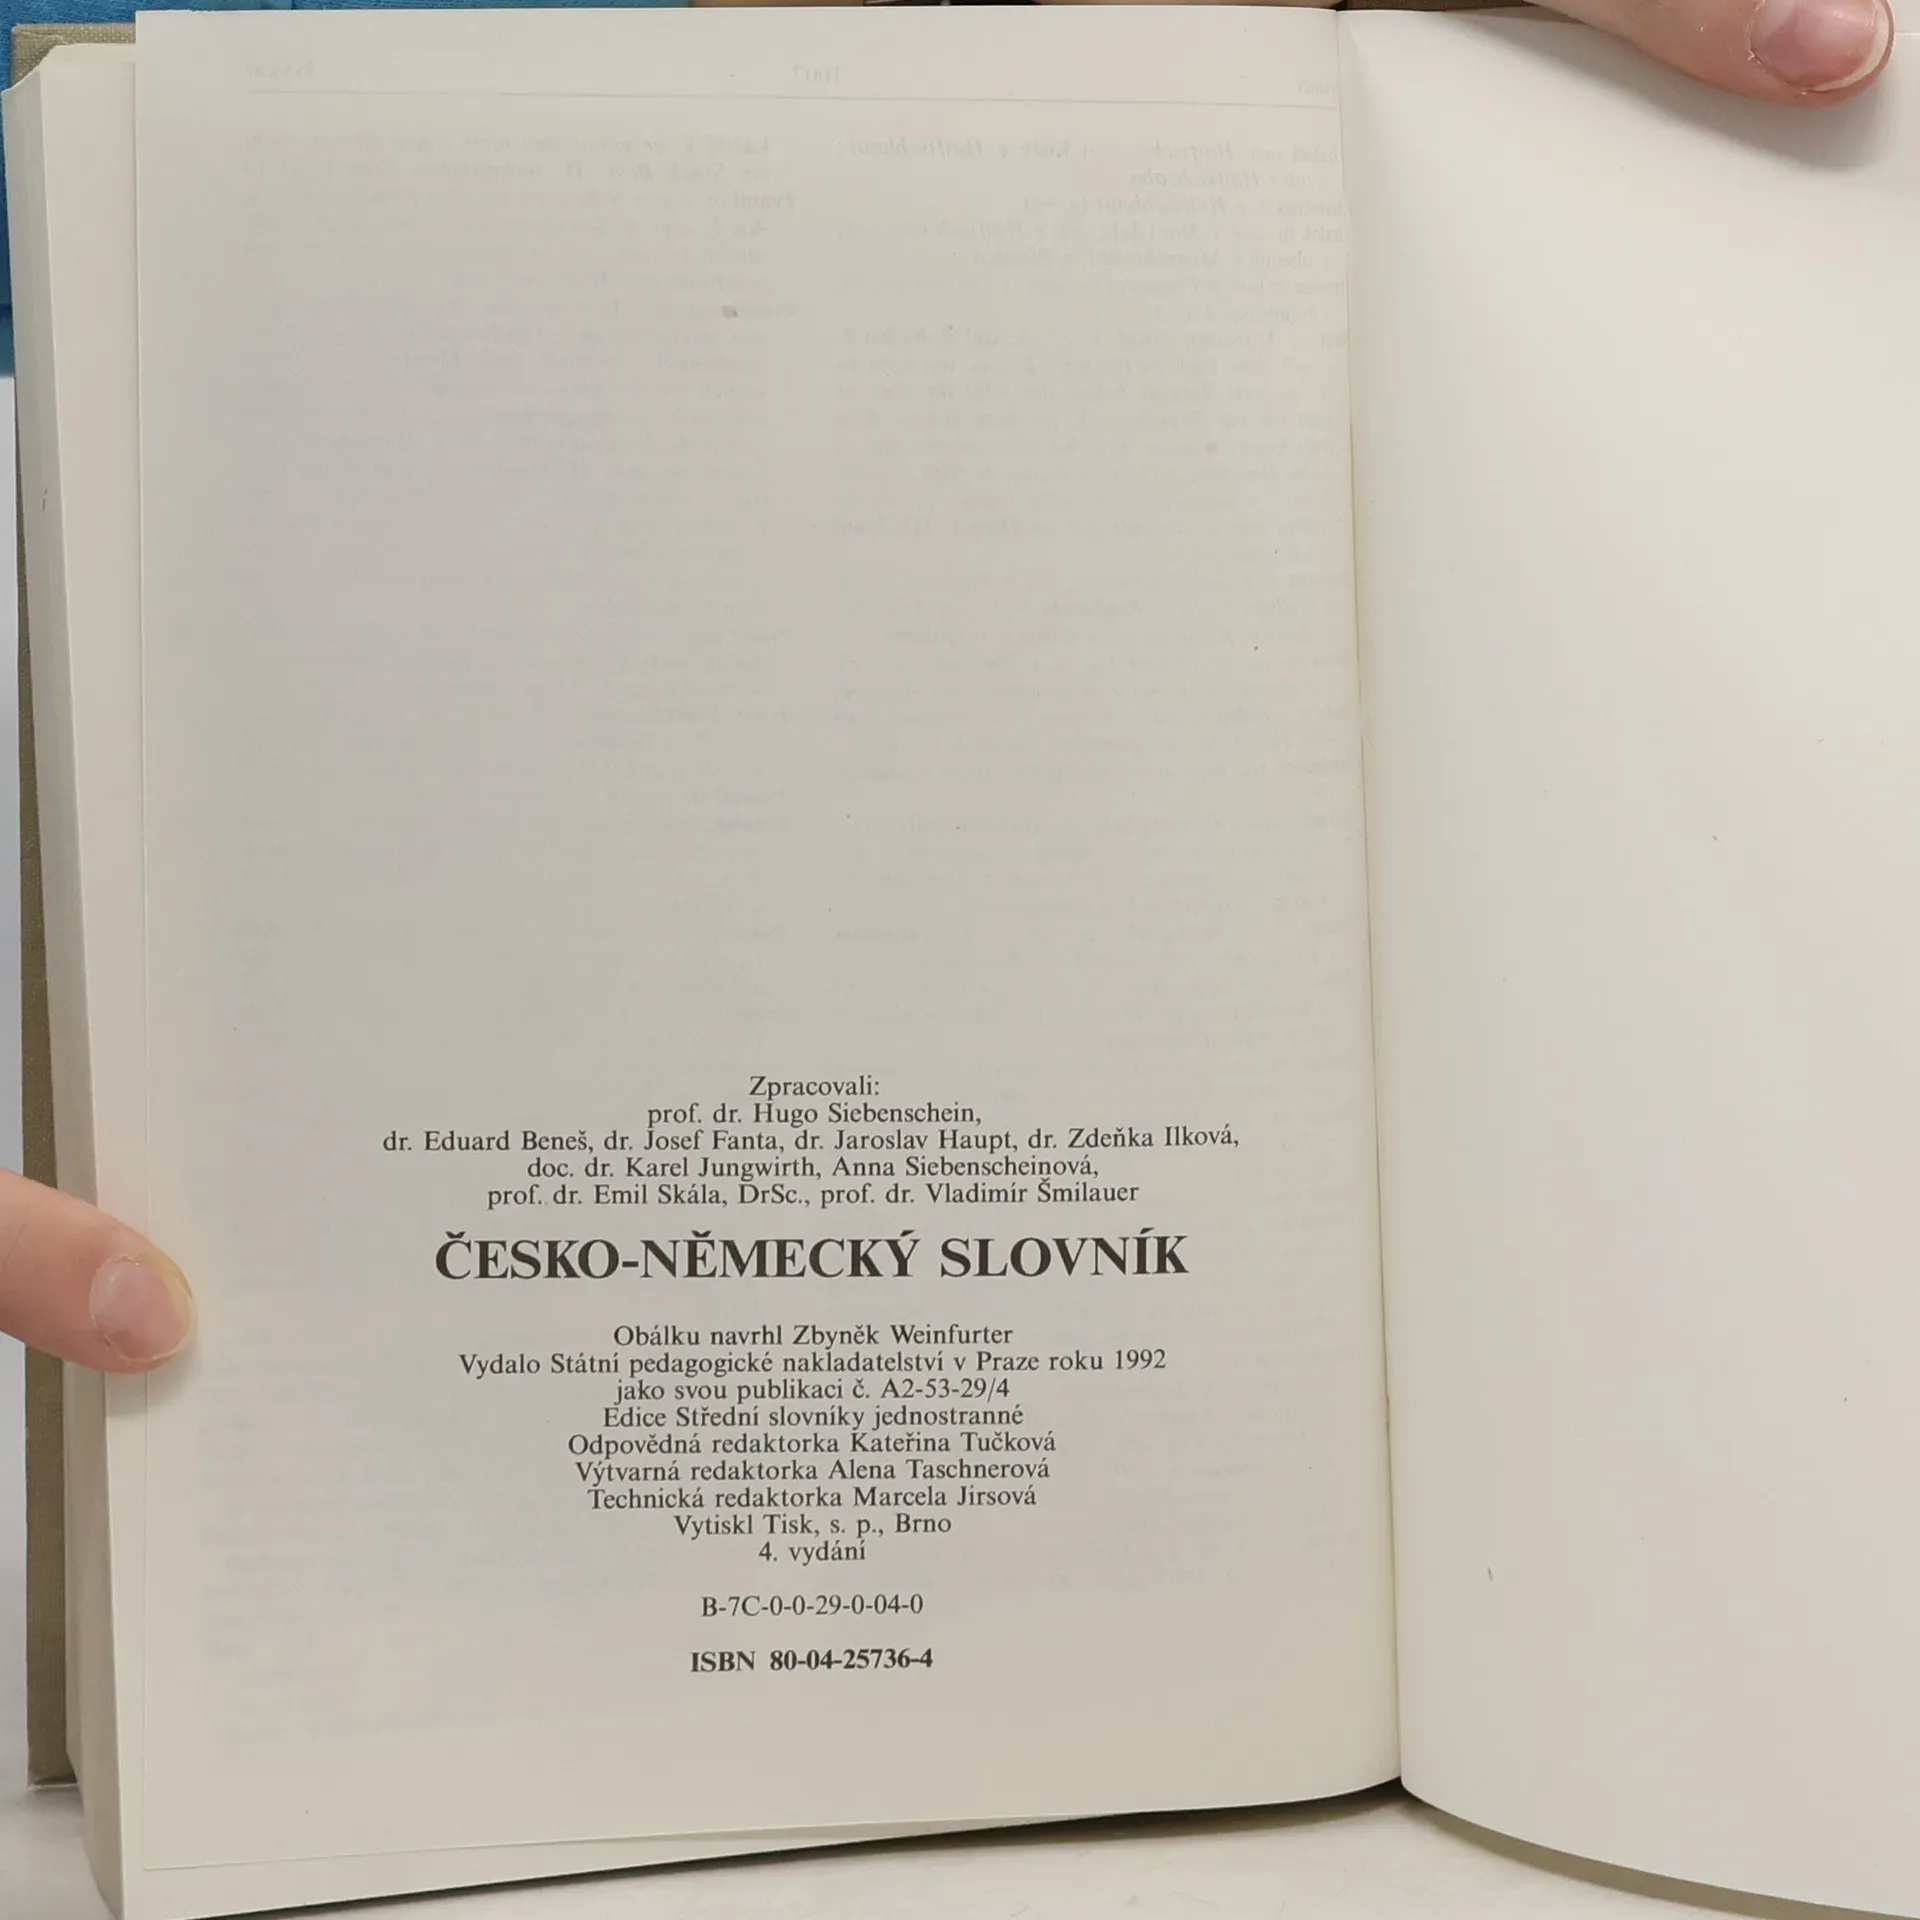 Zpracovali:
prof. dr. Hugo Siebenschein,
dr. Eduard Beneš, dr. Josef Fanta, dr. Jaroslav Haupt, dr. Zdeňka Ilková,
doc. dr. Karel Jungwirth, Anna Siebenscheinová,
prof. dr. Emil Skála, DrSc., prof. dr. Vladimír Šmilauer
ČESKO-NĚMECKÝ SLOVNÍK
Obálku navrhl Zbyněk Weinfurter
Vydalo Státní pedagogické nakladatelství v Praze roku 1992
jako svou publikaci č. A2-53-29/4
Edice Střední slovníky jednostranné
Odpovědná redaktorka Kateřina Tučková
Výtvarná redaktorka Alena Taschnerová
Technická redaktorka Marcela Jirsová
Vytiskl Tisk, s. p., Brno
4. vydání
B-7C-0-0-29-0-04-0
ISBN 80-04-25736-4